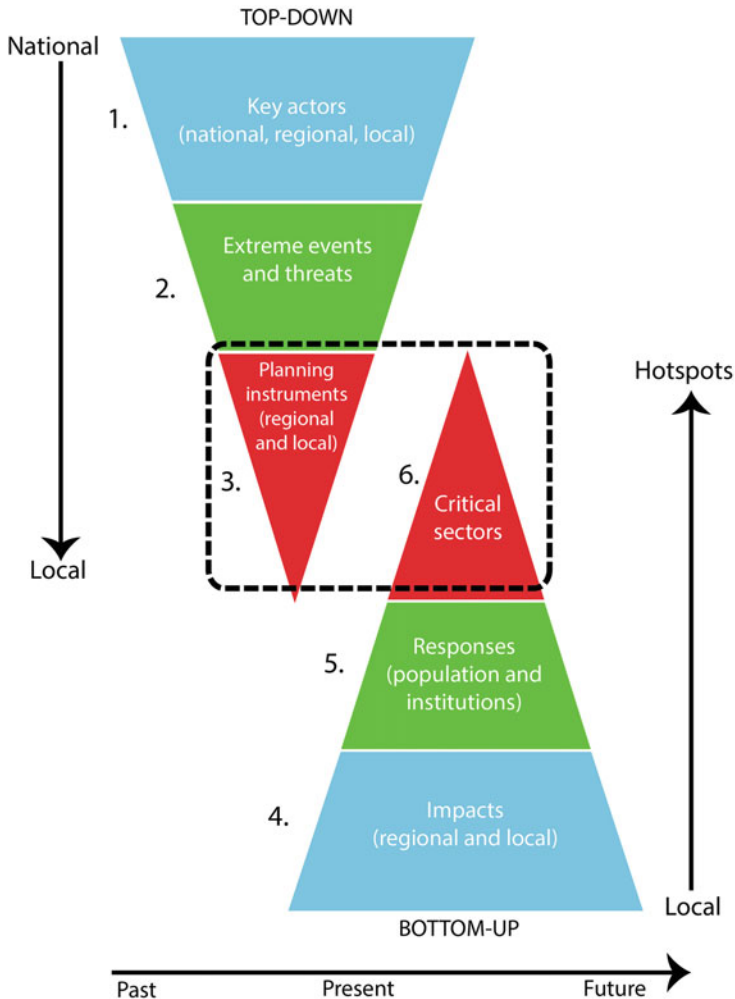 TOP-DOWN
National
1.
Key actors
(national, regional, local)
2.
Extreme events
and threats
3.
Planning
instruments
(regional
and local)
Local
Hotspots
6.
Critical
sectors
5.
Responses
(population and
institutions)
4.
Impacts
(regional and local)
Local
BOTTOM-UP
Past
Present
Future